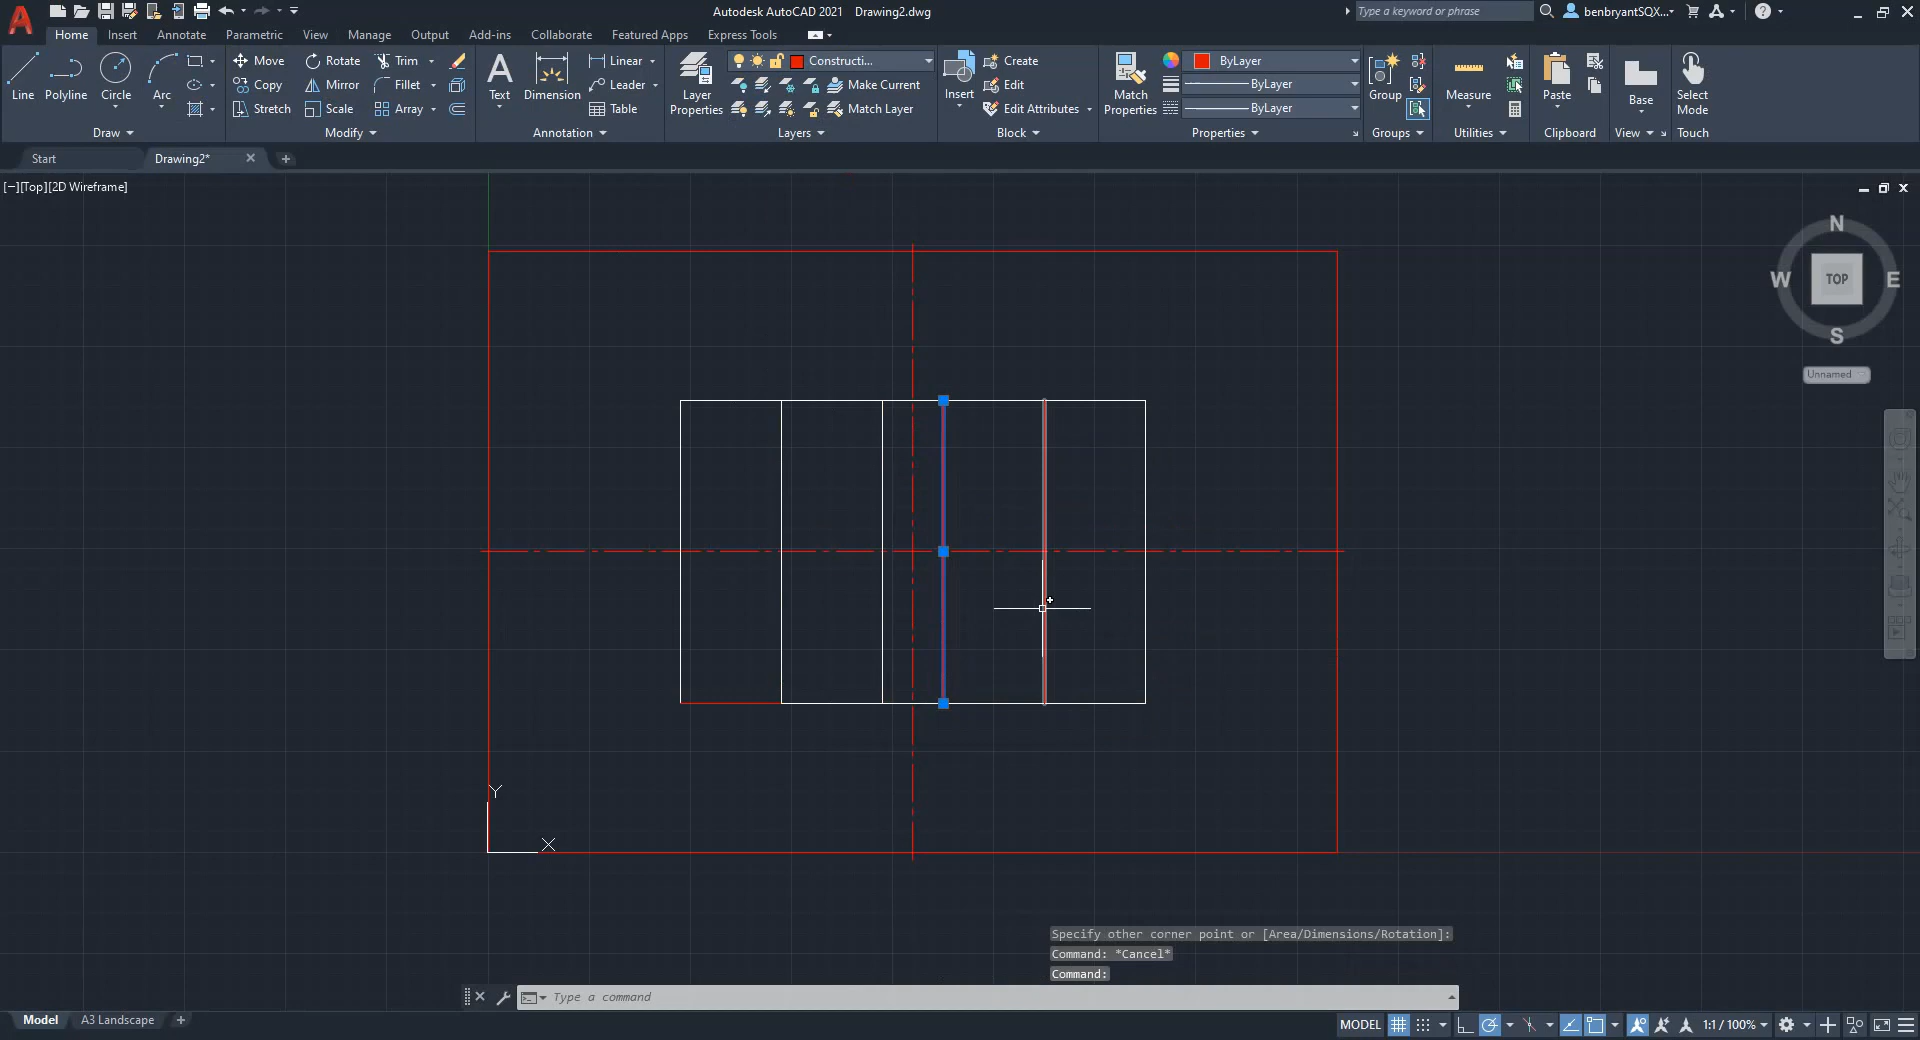 Autodesk AutoCAD 2021 Drawing2.dwg
Type a keyword or phrase
benbryantSQX...
Home Insert Annotate Parametric View Manage Output Add-ins Collaborate Featured Apps Express Tools
Line Polyline Circle Arc
Draw
Move Rotate Trim
Copy Mirror Fillet
Stretch Scale Array
Modify
Text Dimension
Linear
Leader
Table
Annotation
Layer Properties
Constructi...
Make Current
Match Layer
Layers
Insert
Create
Edit
Edit Attributes
Block
Match Properties
ByLayer
ByLayer
ByLayer
Properties
Group
Groups
Measure
Utilities
Paste
Clipboard
Base
View
Select Mode
Touch
Start
Drawing2*
[−][Top][2D Wireframe]
N
W TOP E
S
Unnamed
Y
X
Specify other corner point or [Area/Dimensions/Rotation]:
Command: *Cancel*
Command:
Type a command
Model A3 Landscape
MODEL
1:1 / 100%